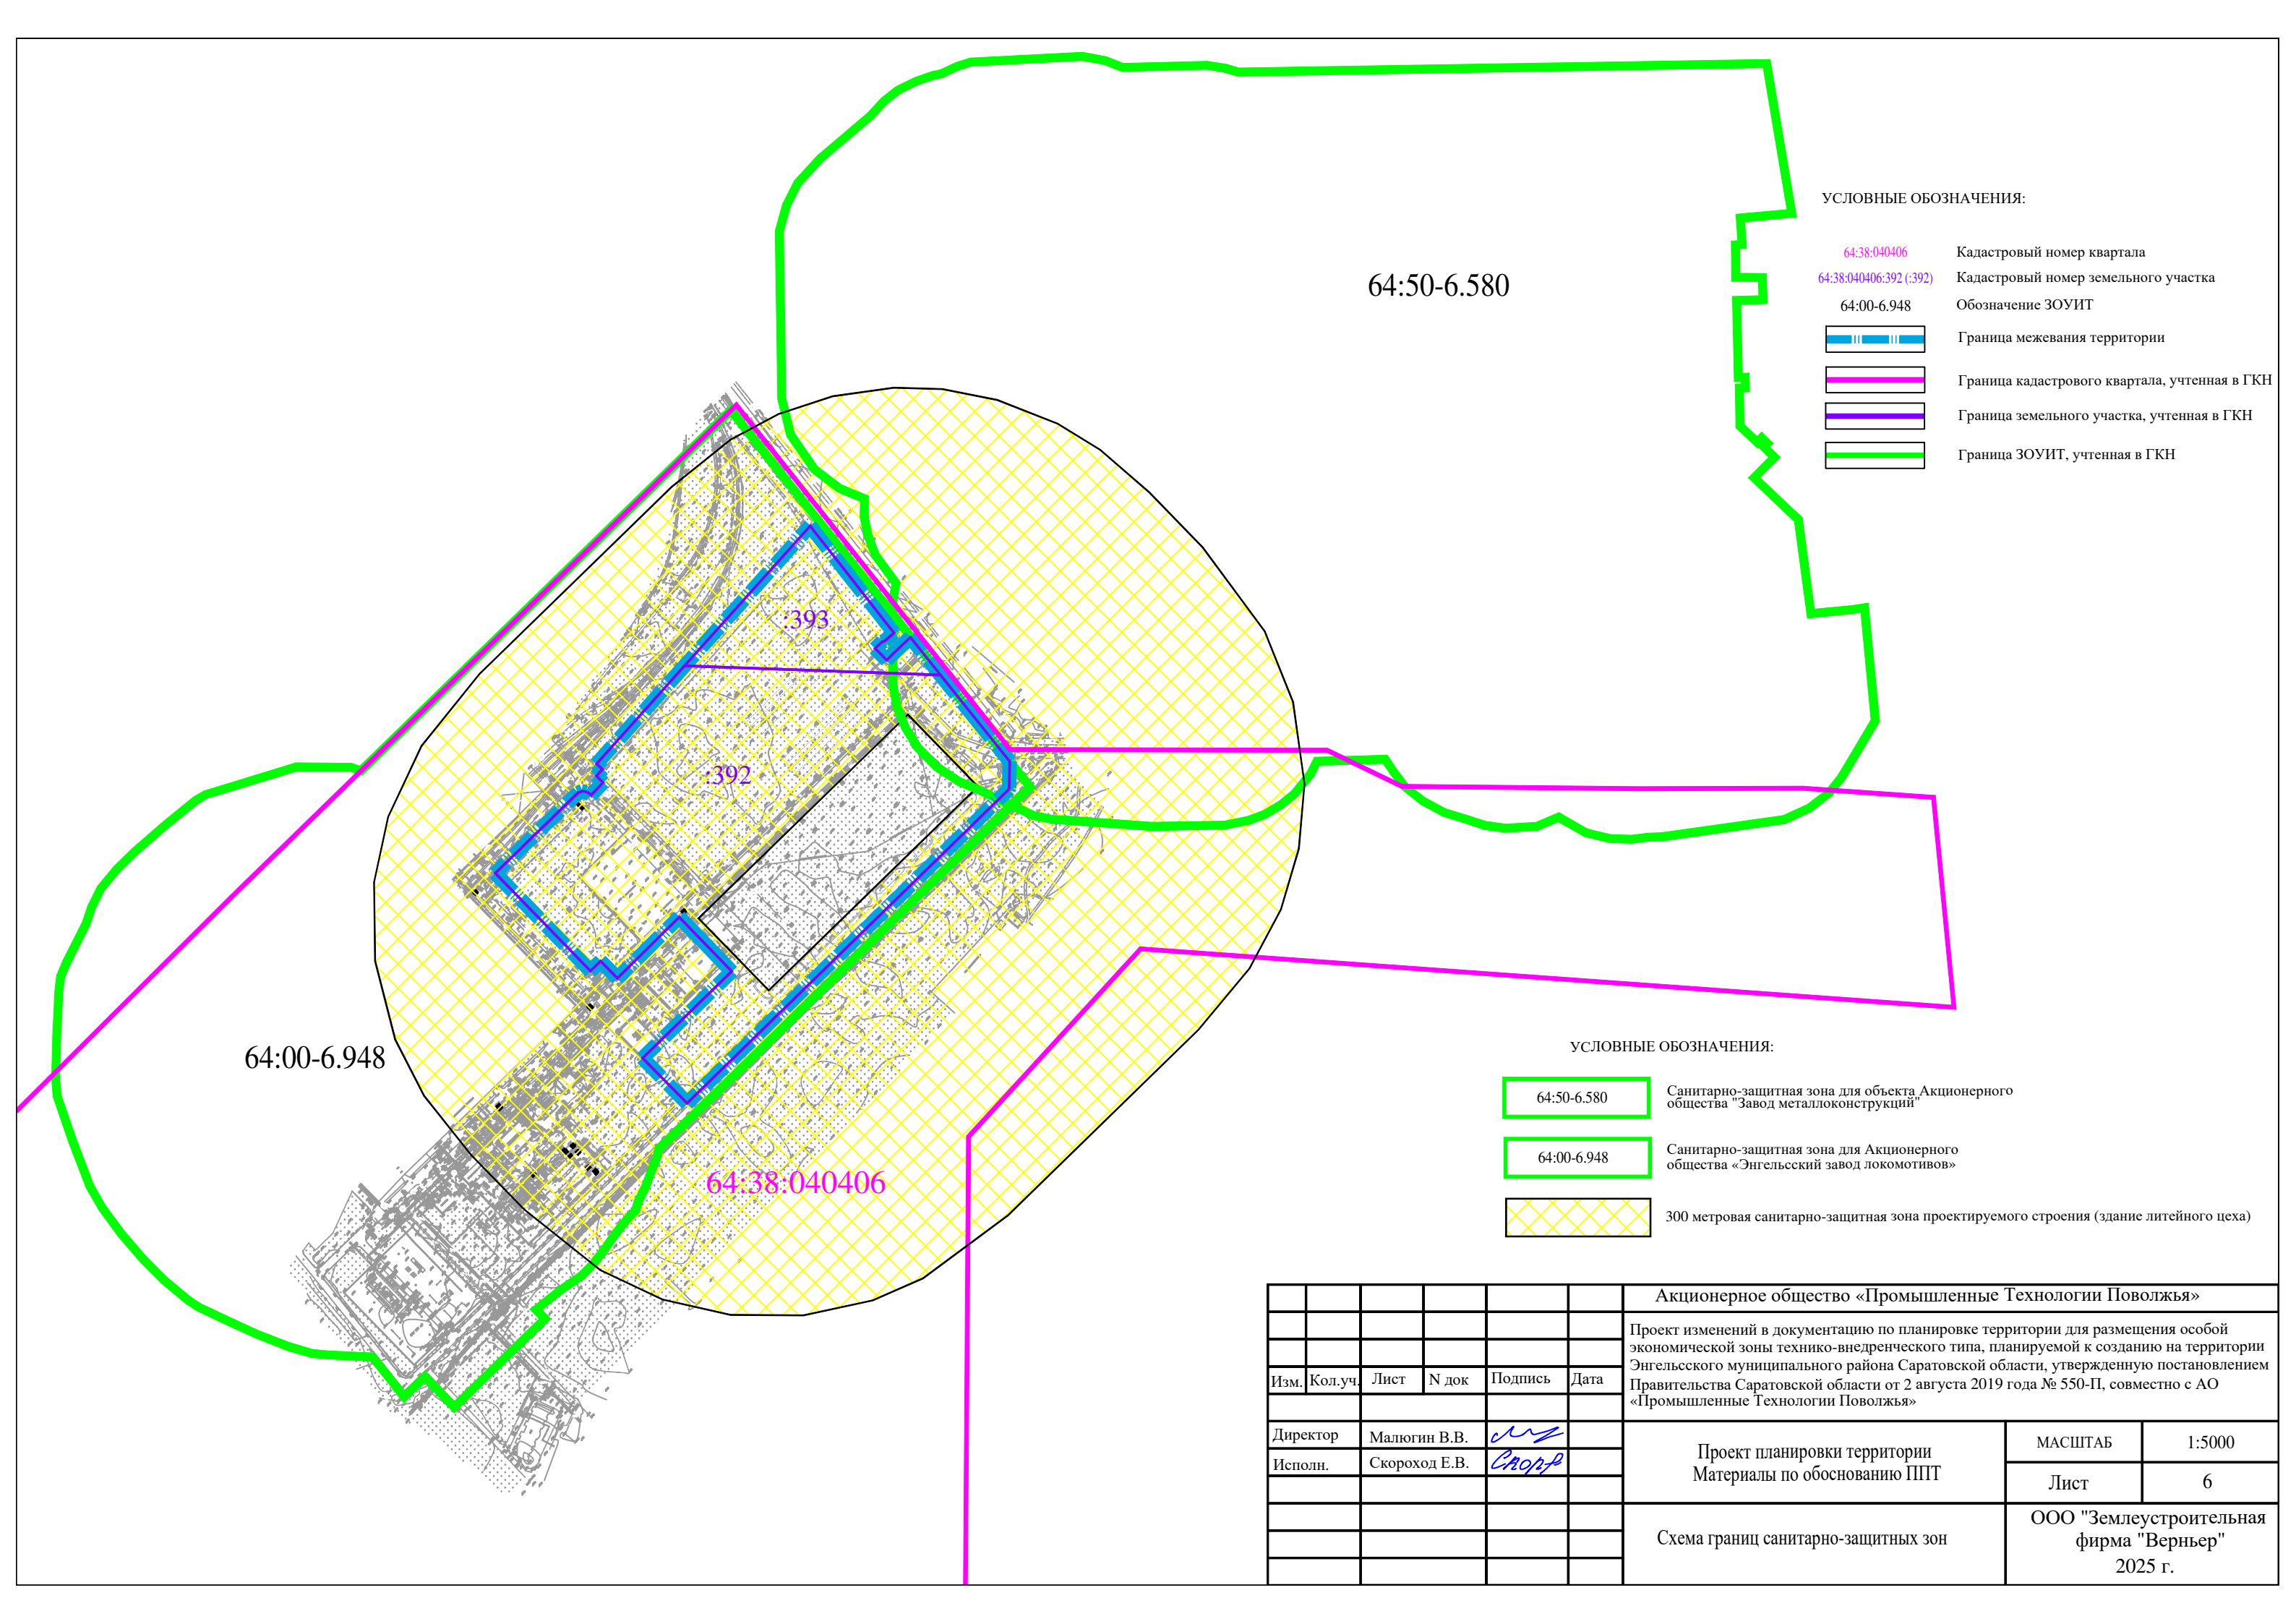 УСЛОВНЫЕ ОБОЗНАЧЕНИЯ:
64:38:040406 Кадастровый номер квартала
64:38:040406:392 (:392) Кадастровый номер земельного участка
64:00-6.948 Обозначение ЗОУИТ
Граница межевания территории
Граница кадастрового квартала, учтенная в ГКН
Граница земельного участка, учтенная в ГКН
Граница ЗОУИТ, учтенная в ГКН
64:50-6.580
:393
:392
64:00-6.948
64:38:040406
УСЛОВНЫЕ ОБОЗНАЧЕНИЯ:
64:50-6.580 Санитарно-защитная зона для объекта Акционерного
общества "Завод металлоконструкций"
64:00-6.948 Санитарно-защитная зона для Акционерного
общества «Энгельсский завод локомотивов»
300 метровая санитарно-защитная зона проектируемого строения (здание литейного цеха)
Акционерное общество «Промышленные Технологии Поволжья»
Проект изменений в документацию по планировке территории для размещения особой
экономической зоны технико-внедренческого типа, планируемой к созданию на территории
Энгельсского муниципального района Саратовской области, утвержденную постановлением
Правительства Саратовской области от 2 августа 2019 года № 550-П, совместно с АО
«Промышленные Технологии Поволжья»
Изм. Кол.уч. Лист N док Подпись Дата
Директор Малюгин В.В.
Исполн. Скороход Е.В. Скор
Проект планировки территории
Материалы по обоснованию ППТ
МАСШТАБ 1:5000
Лист 6
Схема границ санитарно-защитных зон
ООО "Землеустроительная
фирма "Верньер"
2025 г.